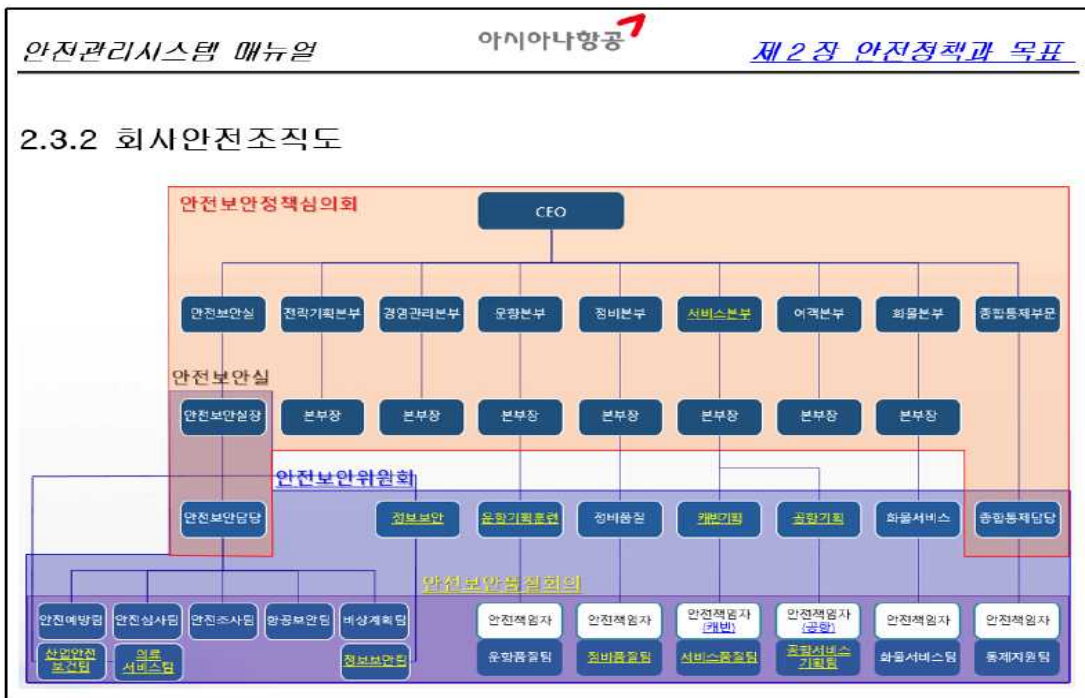 안전관리시스템 매뉴얼
아시아나항공
제 2 장 안전정책과 목표
2.3.2 회사안전조직도
안전보안정책심의회
CEO
안전보안실
전략기획본부
경영관리본부
운항본부
정비본부
서비스본부
여객본부
화물본부
종합통제부문
안전보안실
안전보안실장
본부장
본부장
본부장
본부장
본부장
본부장
본부장
안전보안위원회
안전보안담당
정보보안
운항기획훈련
정비품질
캐빈기획
공항기획
화물서비스
종합통제담당
안전보안품질회의
안전예방팀
안전심사팀
안전조사팀
항공보안팀
비상계획팀
안전책임자
안전책임자
안전책임자
(캐빈)
안전책임자
(공항)
안전책임자
안전책임자
산업안전
보건팀
의료
서비스팀
정보보안팀
운항품질팀
정비품질팀
서비스품질팀
공항서비스
기획팀
화물서비스팀
통제지원팀